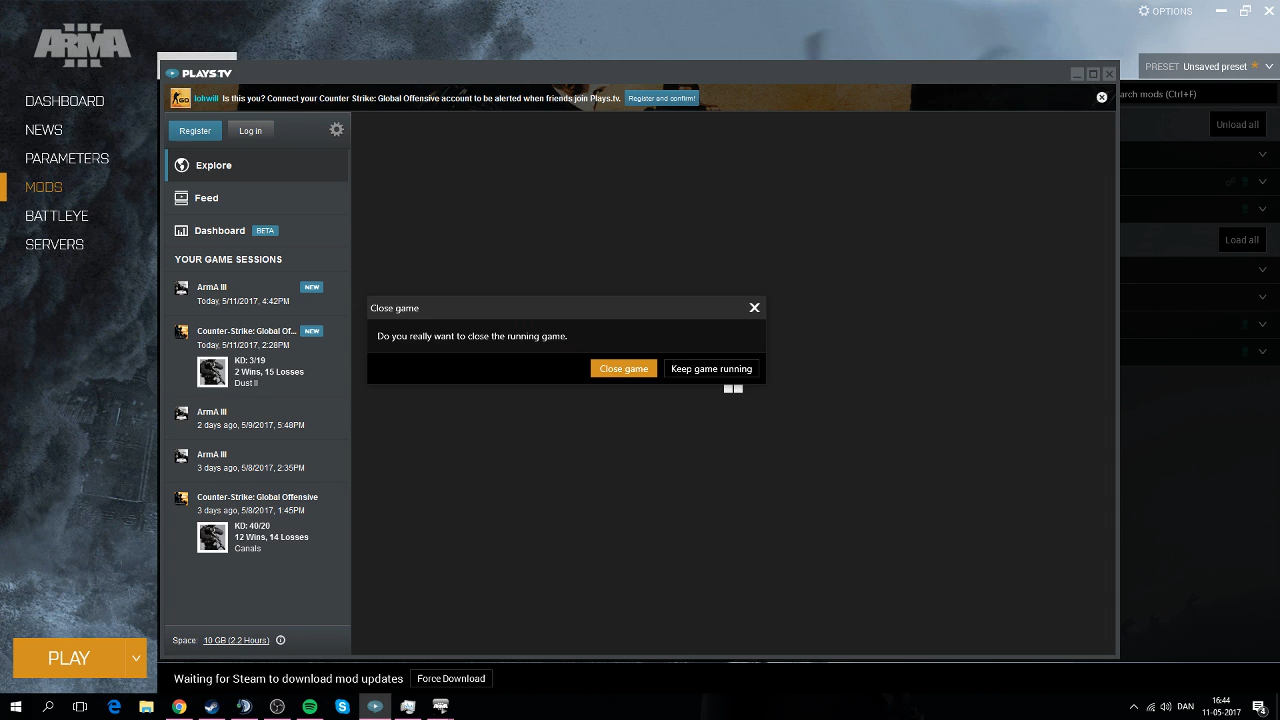 ARMA III
OPTIONS
DASHBOARD
NEWS
PARAMETERS
MODS
BATTLEYE
SERVERS
PLAY
PRESET Unsaved preset
arch mods (Ctrl+F)
Unload all
Load all
PLAYS TV
lohwill Is this you? Connect your Counter Strike: Global Offensive account to be alerted when friends join Plays.tv. Register and confirm!
GO
Register Log in
Explore
Feed
Dashboard BETA
YOUR GAME SESSIONS
ArmA III NEW
Today, 5/11/2017, 4:42PM
Counter-Strike: Global Of... NEW
Today, 5/11/2017, 2:28PM
KD: 3/19
2 Wins, 15 Losses
Dust II
ArmA III
2 days ago, 5/9/2017, 5:48PM
ArmA III
3 days ago, 5/8/2017, 2:35PM
Counter-Strike: Global Offensive
3 days ago, 5/8/2017, 1:45PM
KD: 40/20
12 Wins, 14 Losses
Canals
Space: 10 GB (2.2 Hours)
Close game
Do you really want to close the running game.
Close game Keep game running
Waiting for Steam to download mod updates Force Download
DAN
16:44
11-05-2017
4